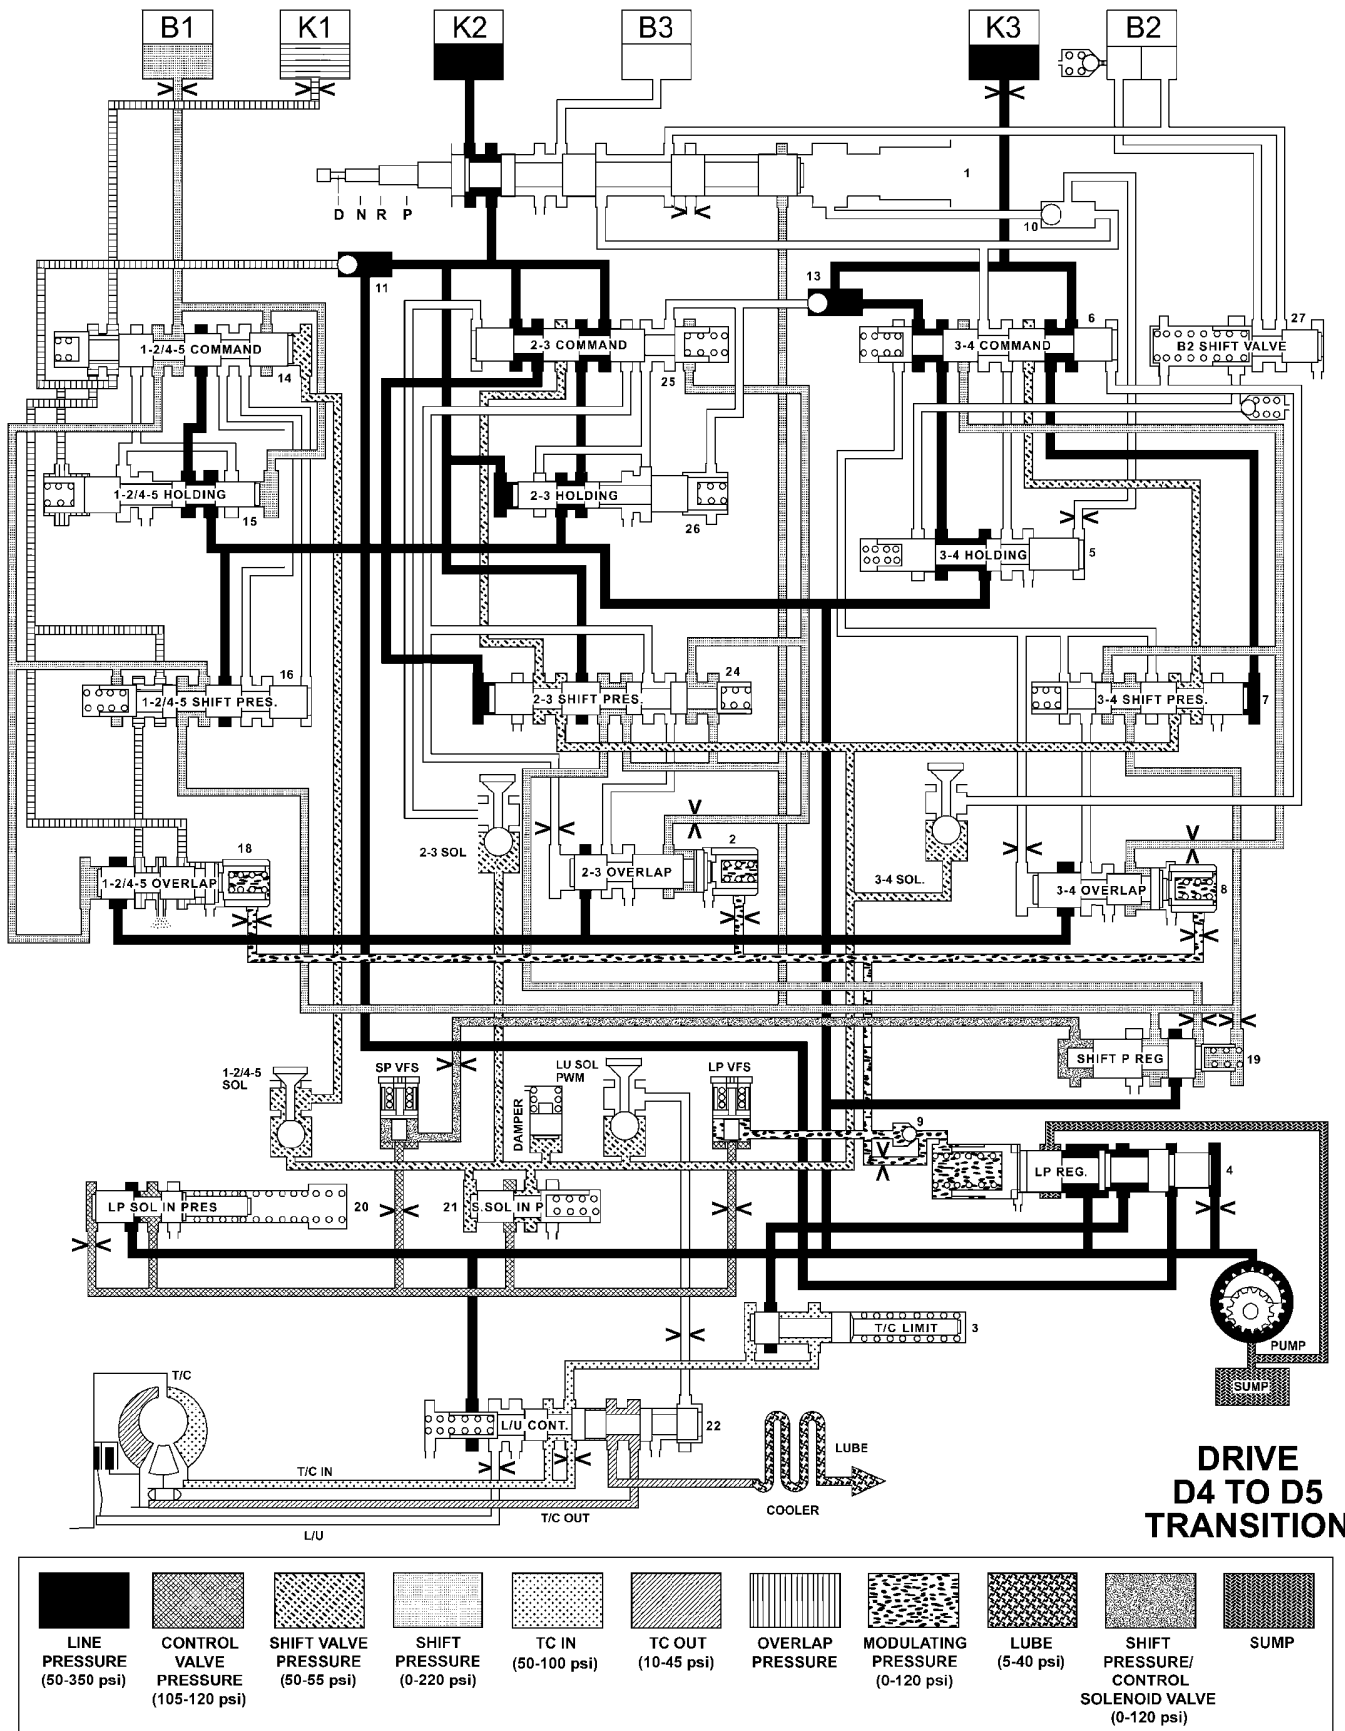 B1 K1 K2 B3 K3 B2
1
D N R P
10
11
13
27
6
1-2/4-5 COMMAND
2-3 COMMAND
3-4 COMMAND
B2 SHIFT VALVE
14
25
1-2/4-5 HOLDING
2-3 HOLDING
15
26
3-4 HOLDING
5
16
24
1-2/4-5 SHIFT PRES.
2-3 SHIFT PRES.
3-4 SHIFT PRES.
7
2-3 SOL
18
2
3-4 SOL.
1-2/4-5 OVERLAP
2-3 OVERLAP
3-4 OVERLAP
8
SHIFT P REG
19
1-2/4-5
SOL
SP VFS
DAMPER
LU SOL
PWM
LP VFS
9
LP REG.
4
LP SOL IN PRES
20
21
S.SOL IN P
T/C LIMIT
3
PUMP
SUMP
T/C
L/U CONT.
22
T/C IN
T/C OUT
L/U
LUBE
COOLER
DRIVE
D4 TO D5
TRANSITION
LINE
PRESSURE
(50-350 psi)
CONTROL
VALVE
PRESSURE
(105-120 psi)
SHIFT VALVE
PRESSURE
(50-55 psi)
SHIFT
PRESSURE
(0-220 psi)
TC IN
(50-100 psi)
TC OUT
(10-45 psi)
OVERLAP
PRESSURE
MODULATING
PRESSURE
(0-120 psi)
LUBE
(5-40 psi)
SHIFT
PRESSURE/
CONTROL
SOLENOID VALVE
(0-120 psi)
SUMP